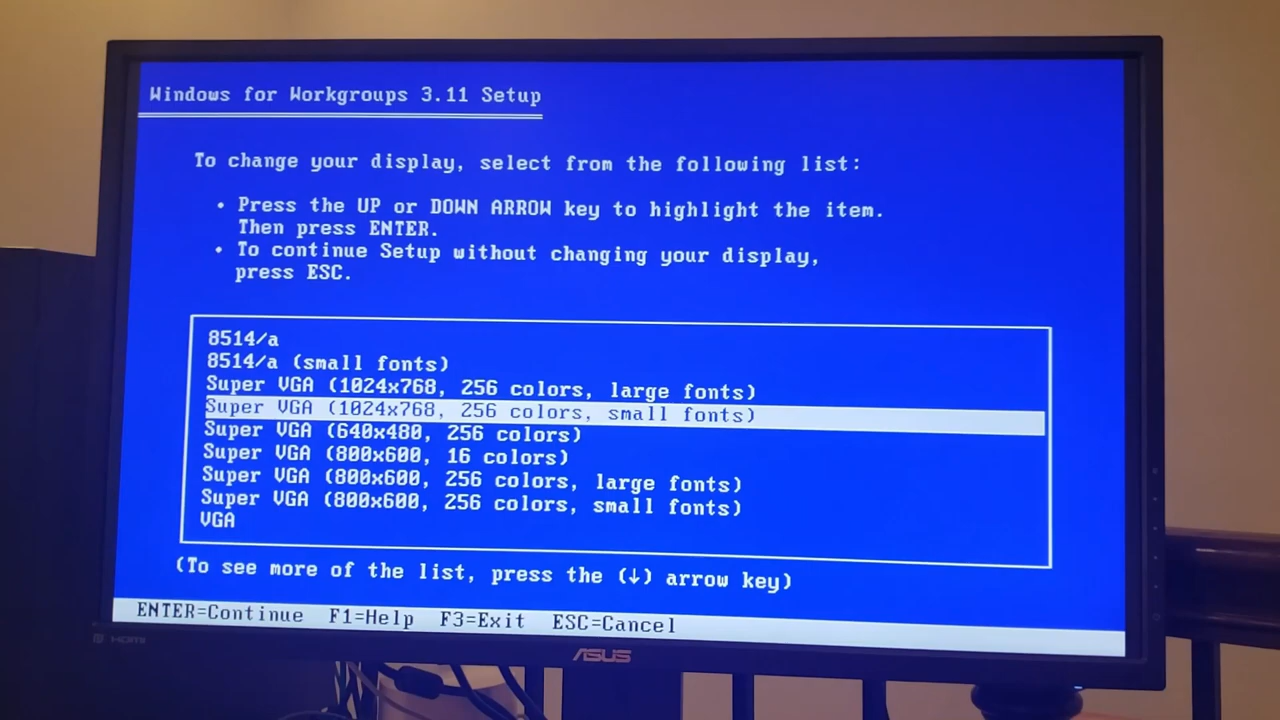 Windows for Workgroups 3.11 Setup
To change your display, select from the following list:
• Press the UP or DOWN ARROW key to highlight the item.
Then press ENTER.
• To continue Setup without changing your display,
press ESC.
8514/a
8514/a (small fonts)
Super VGA (1024x768, 256 colors, large fonts)
Super VGA (1024x768, 256 colors, small fonts)
Super VGA (640x480, 256 colors)
Super VGA (800x600, 16 colors)
Super VGA (800x600, 256 colors, large fonts)
Super VGA (800x600, 256 colors, small fonts)
VGA
(To see more of the list, press the (↓) arrow key)
ENTER=Continue F1=Help F3=Exit ESC=Cancel
HDMI
ASUS